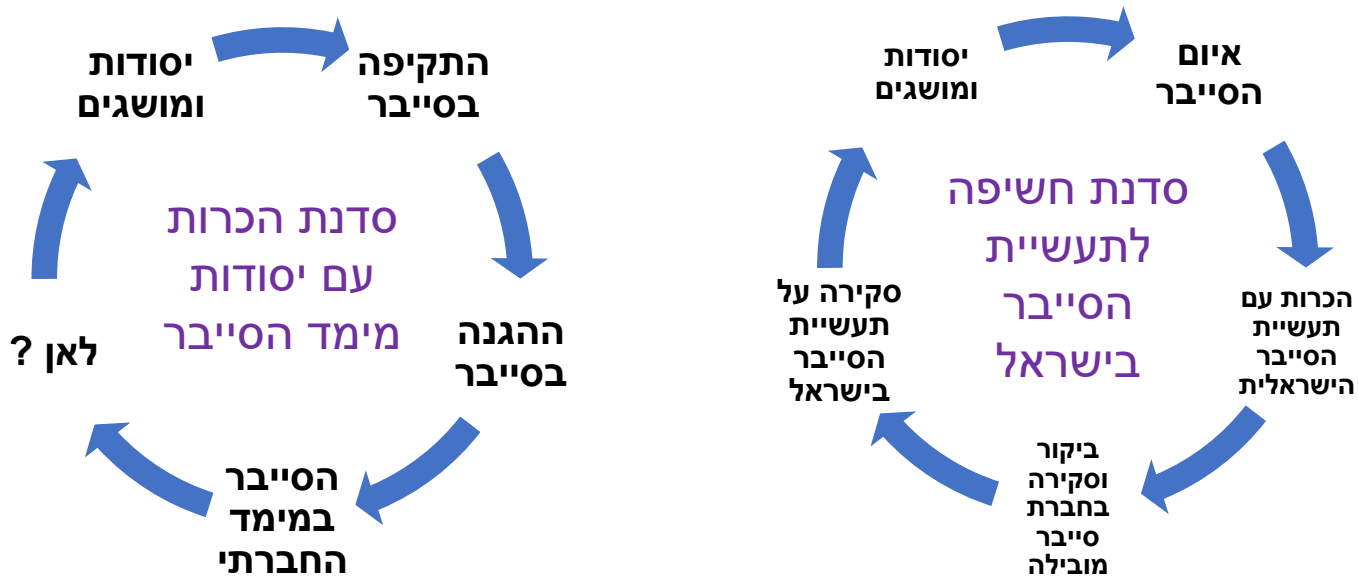 איום
הסייבר
הכרות עם
תעשיית
הסייבר
הישראלית
ביקור
וסקירה
בחברת
סייבר
מובילה
סקירה על
תעשיית
הסייבר
בישראל
יסודות
ומושגים
סדנת חשיפה
לתעשיית
הסייבר
בישראל
התקיפה
בסייבר
ההגנה
בסייבר
הסייבר
במימד
החברתי
לאן ?
יסודות
ומושגים
סדנת הכרות
עם יסודות
מימד הסייבר